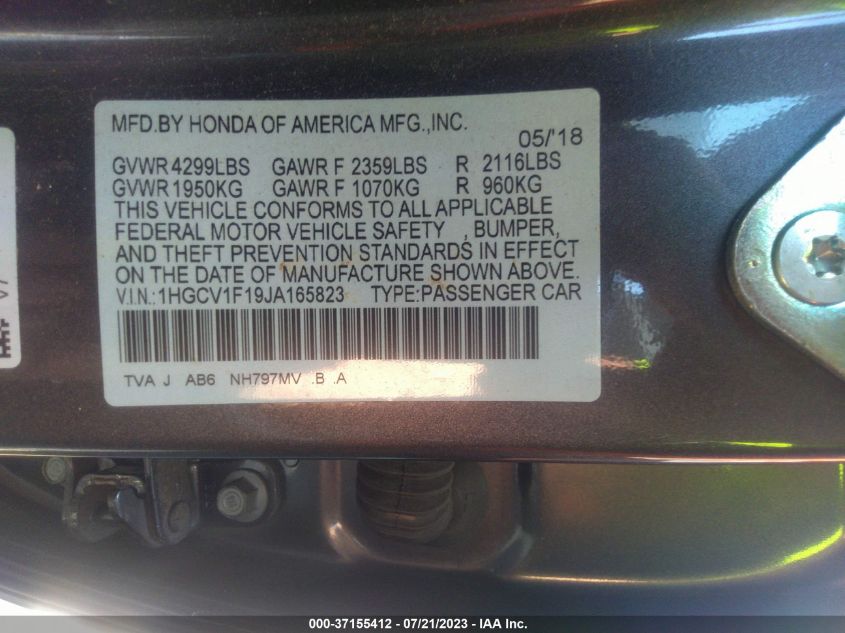 MFD.BY HONDA OF AMERICA MFG.,INC.
05/'18
GVWR 4299LBS GAWR F 2359LBS R 2116LBS
GVWR 1950KG GAWR F 1070KG R 960KG
THIS VEHICLE CONFORMS TO ALL APPLICABLE
FEDERAL MOTOR VEHICLE SAFETY , BUMPER,
AND THEFT PREVENTION STANDARDS IN EFFECT
ON THE DATE OF MANUFACTURE SHOWN ABOVE.
V.I.N.:1HGCV1F19JA165823 TYPE:PASSENGER CAR
TVA J AB6 NH797MV .B .A
000-37155412 - 07/21/2023 - IAA Inc.